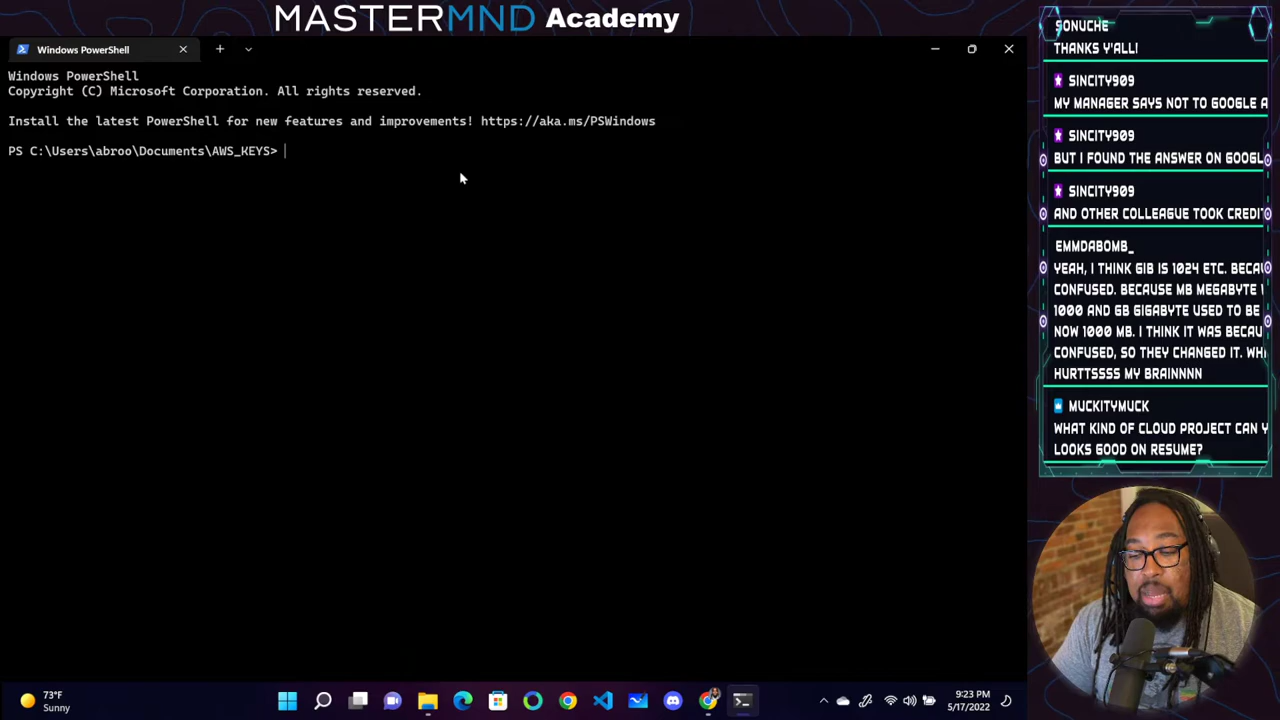 MASTERMND Academy
Windows PowerShell
Windows PowerShell
Copyright (C) Microsoft Corporation. All rights reserved.
Install the latest PowerShell for new features and improvements! https://aka.ms/PSWindows
PS C:\Users\abroo\Documents\AWS_KEYS>
SONUCHE
THANKS Y'ALL!
SINCITY909
MY MANAGER SAYS NOT TO GOOGLE A
SINCITY909
BUT I FOUND THE ANSWER ON GOOGL
SINCITY909
AND OTHER COLLEAGUE TOOK CREDIT
EMMDABOMB_
YEAH, I THINK GIB IS 1024 ETC. BECAU
CONFUSED. BECAUSE MB MEGABYTE
1000 AND GB GIGABYTE USED TO BE
NOW 1000 MB. I THINK IT WAS BECAU
CONFUSED, SO THEY CHANGED IT. WH
HURTTSSSS MY BRAINNNN
MUCKITYMUCK
WHAT KIND OF CLOUD PROJECT CAN Y
LOOKS GOOD ON RESUME?
73°F
Sunny
9:23 PM
5/17/2022